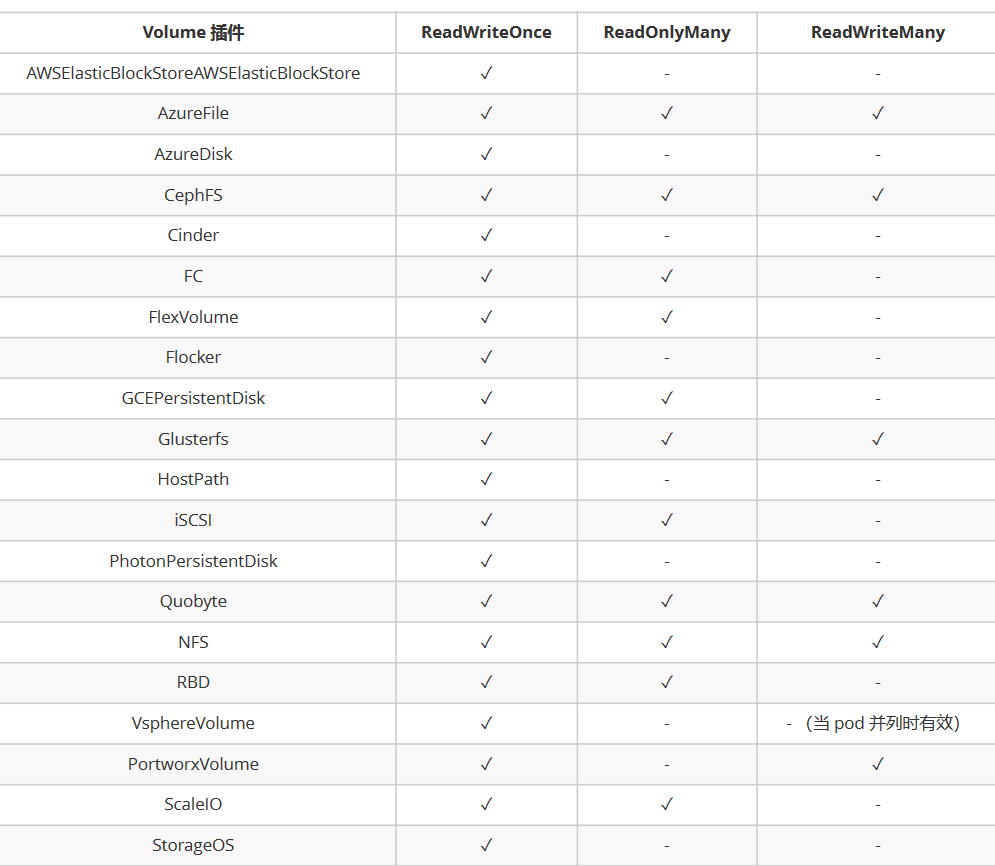 Volume 插件 ReadWriteOnce ReadOnlyMany ReadWriteMany
AWSElasticBlockStoreAWSElasticBlockStore ✓ - -
AzureFile ✓ ✓ ✓
AzureDisk ✓ - -
CephFS ✓ ✓ ✓
Cinder ✓ - -
FC ✓ ✓ -
FlexVolume ✓ ✓ -
Flocker ✓ - -
GCEPersistentDisk ✓ ✓ -
Glusterfs ✓ ✓ ✓
HostPath ✓ - -
iSCSI ✓ ✓ -
PhotonPersistentDisk ✓ - -
Quobyte ✓ ✓ ✓
NFS ✓ ✓ ✓
RBD ✓ ✓ -
VsphereVolume ✓ - - (当 pod 并列时有效)
PortworxVolume ✓ - ✓
ScaleIO ✓ ✓ -
StorageOS ✓ - -